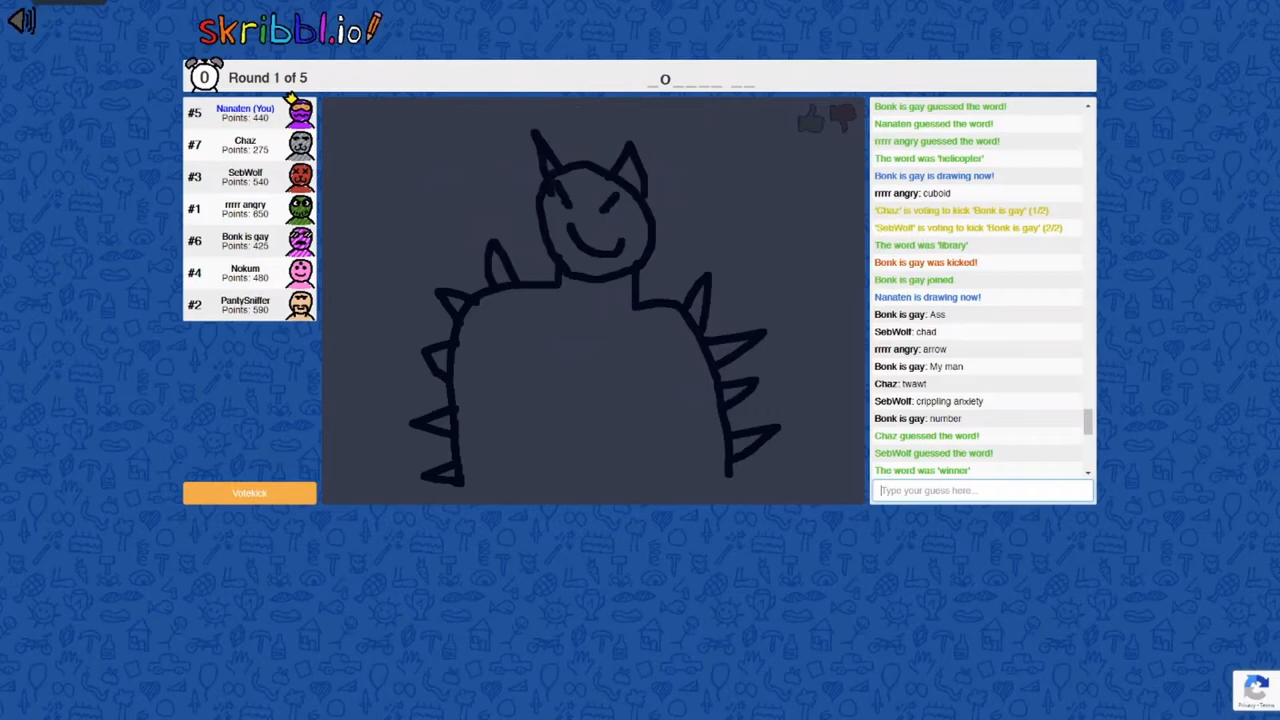 skribbl.io!
0
Round 1 of 5
_O____ __
#5 Nanaten (You)
Points: 440
#7 Chaz
Points: 275
#3 SebWolf
Points: 540
#1 rrrrr angry
Points: 650
#6 Bonk is gay
Points: 425
#4 Nokum
Points: 480
#2 PantySniffer
Points: 590
Votekick
Bonk is gay guessed the word!
Nanaten guessed the word!
rrrrr angry guessed the word!
The word was 'helicopter'
Bonk is gay is drawing now!
rrrrr angry: cuboid
'Chaz' is voting to kick 'Bonk is gay' (1/2)
'SebWolf' is voting to kick 'Bonk is gay' (2/2)
The word was 'library'
Bonk is gay was kicked!
Bonk is gay joined
Nanaten is drawing now!
Bonk is gay: Ass
SebWolf: chad
rrrrr angry: arrow
Bonk is gay: My man
Chaz: twawt
SebWolf: crippling anxiety
Bonk is gay: number
Chaz guessed the word!
SebWolf guessed the word!
The word was 'winner'
Type your guess here...
Privacy - Terms